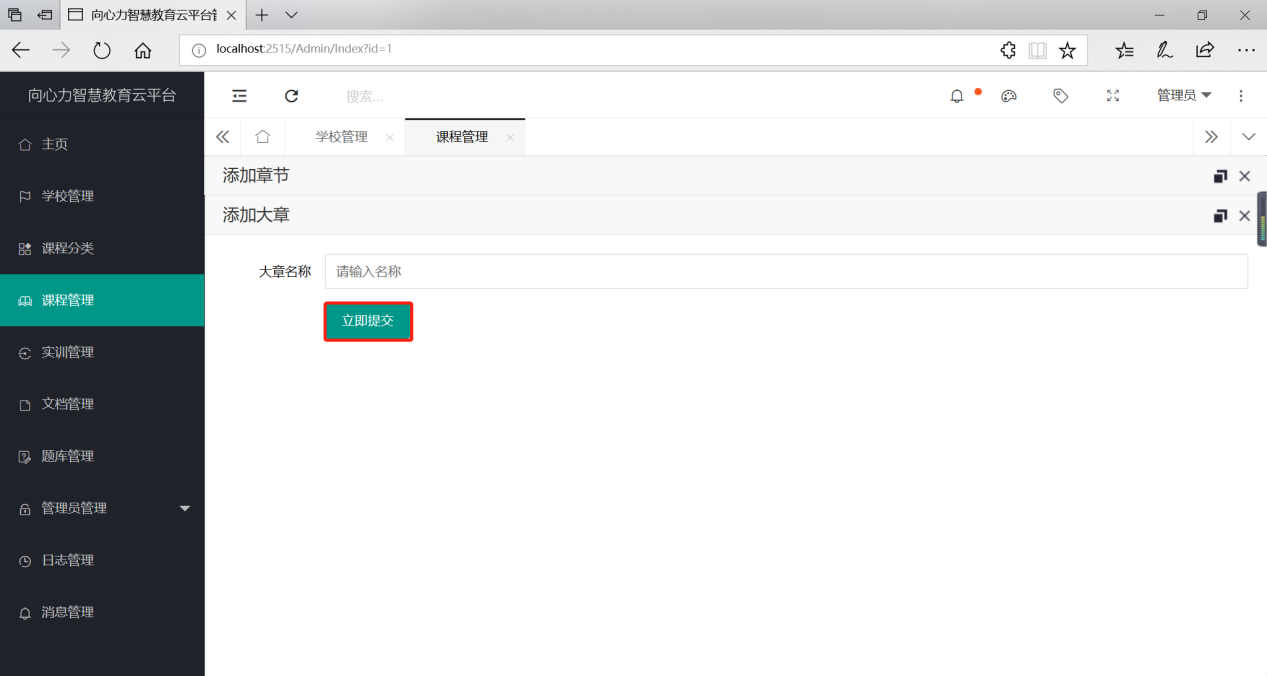 向心力智慧教育云平台管
localhost:2515/Admin/Index?id=1
向心力智慧教育云平台
搜索...
管理员
主页
学校管理
课程分类
课程管理
实训管理
文档管理
题库管理
管理员管理
日志管理
消息管理
学校管理
课程管理
添加章节
添加大章
大章名称
请输入名称
立即提交